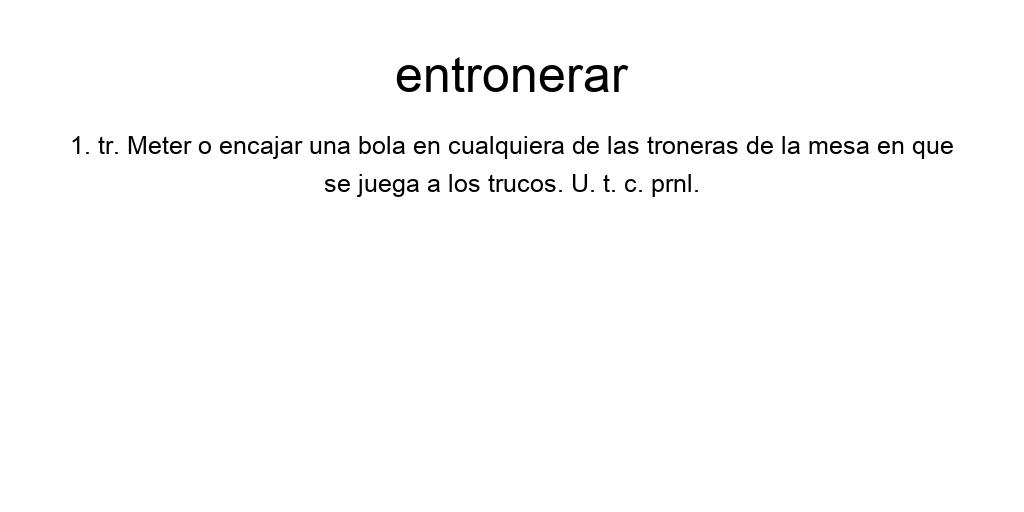 entronerar
1. tr. Meter o encajar una bola en cualquiera de las troneras de la mesa en que
se juega a los trucos. U. t. c. prnl.